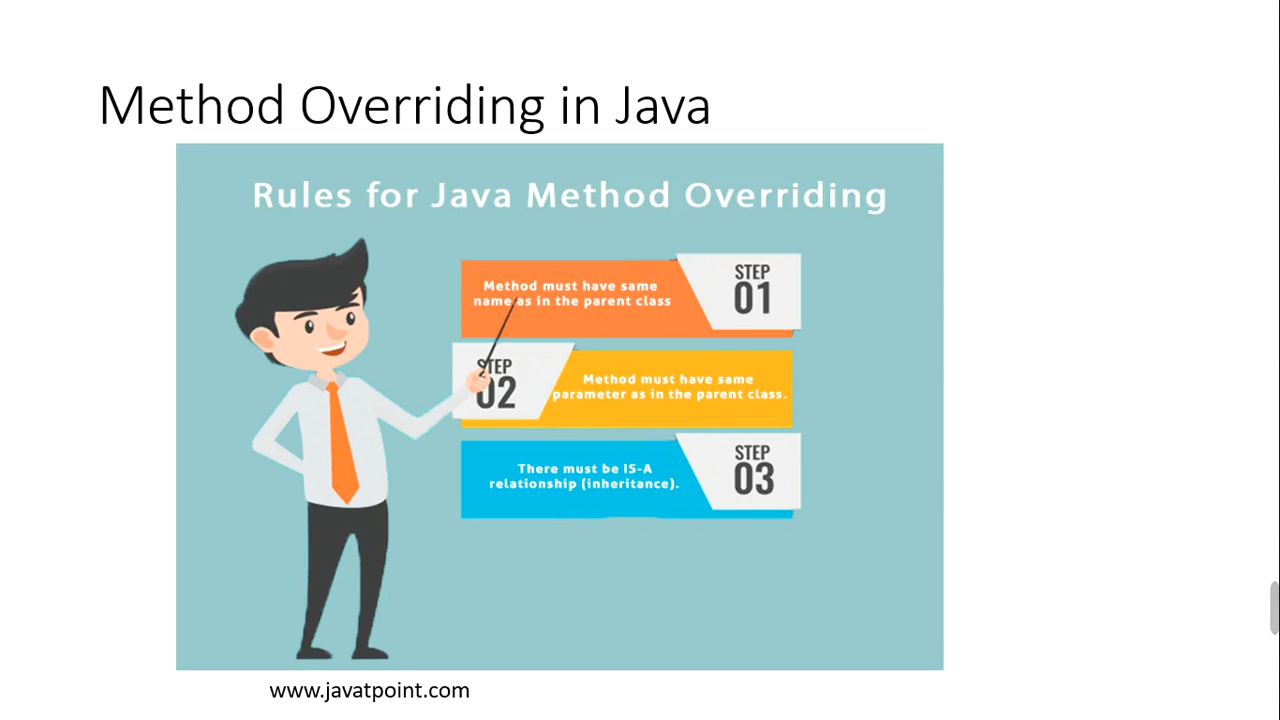 Method Overriding in Java
Rules for Java Method Overriding
Method must have same
name as in the parent class
STEP
01
STEP
02
Method must have same
parameter as in the parent class.
There must be IS-A
relationship (inheritance).
STEP
03
www.javatpoint.com